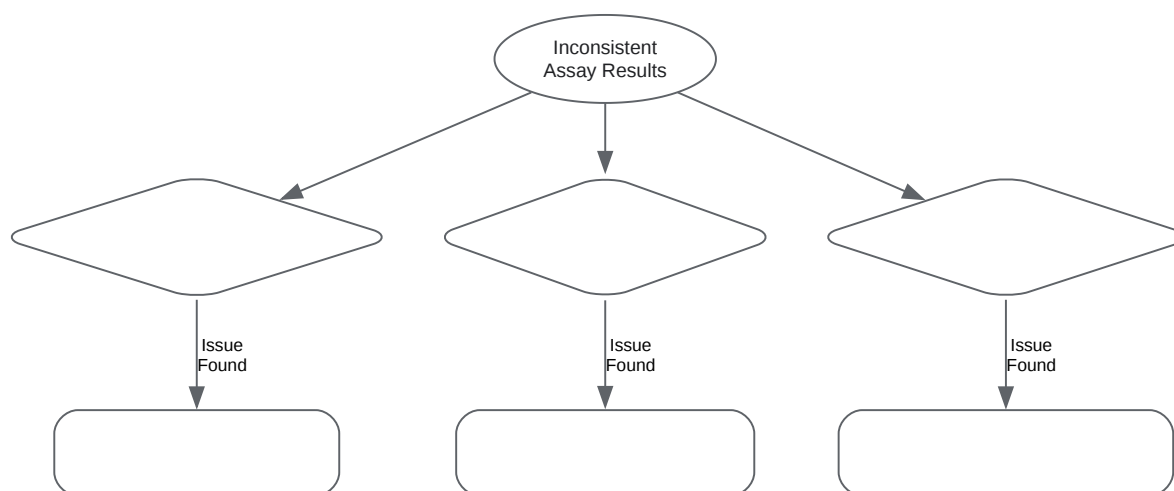 Inconsistent
Assay Results
Issue
Found
Issue
Found
Issue
Found